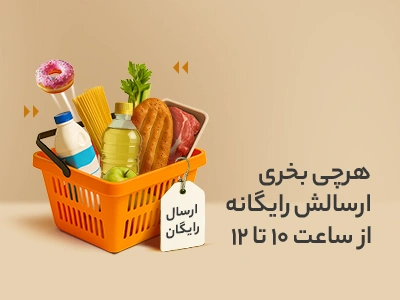 هرچی بخری
ارسالش رایگانه
از ساعت ۱۰ تا ۱۲
ارسال
رایگان